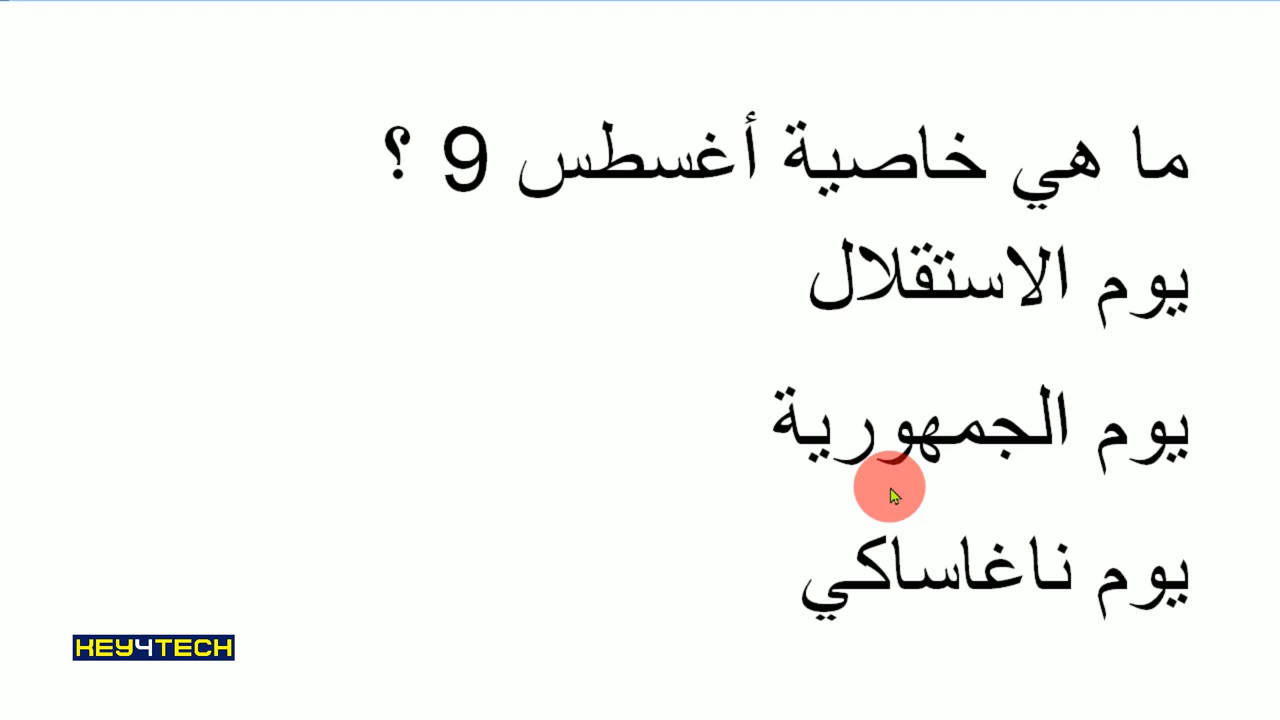 ما هي خاصية أغسطس 9 ؟
يوم الاستقلال
يوم الجمهورية
يوم ناغاساكي
KEY4TECH